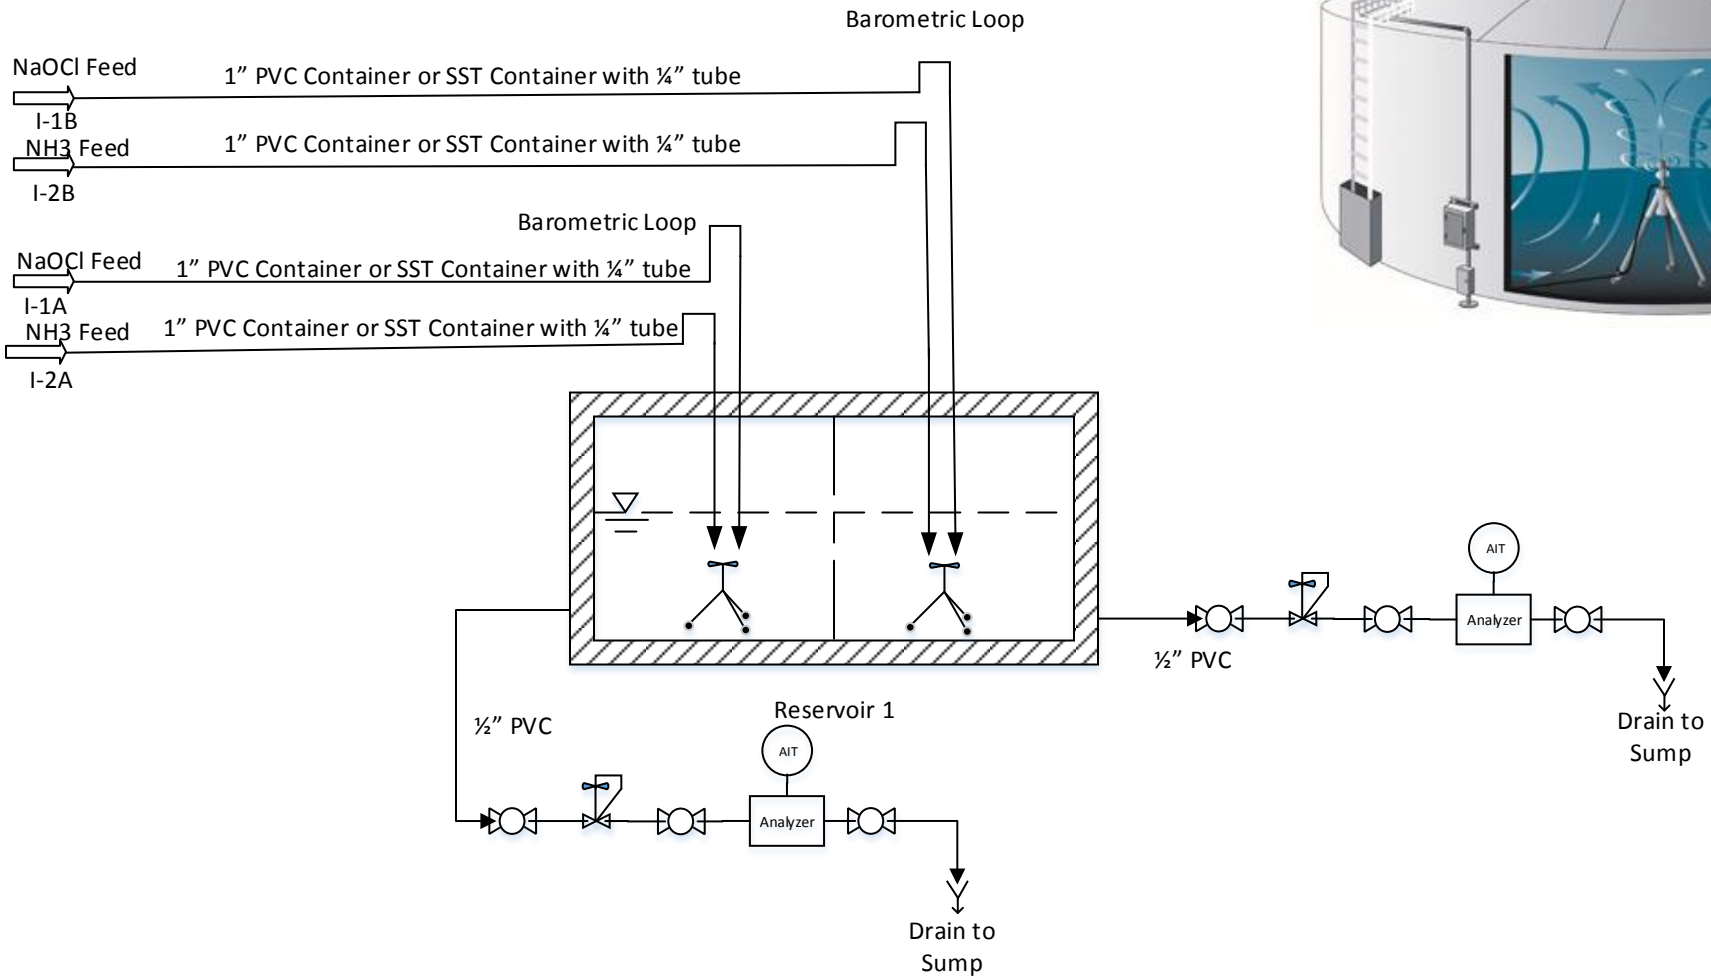 Barometric Loop
NaOCl Feed
1” PVC Container or SST Container with ¼” tube
I-1B
NH3 Feed
1” PVC Container or SST Container with ¼” tube
I-2B
Barometric Loop
NaOCl Feed
1” PVC Container or SST Container with ¼” tube
I-1A
NH3 Feed
1” PVC Container or SST Container with ¼” tube
I-2A
AIT
Analyzer
½” PVC
Drain to
Sump
Reservoir 1
½” PVC
AIT
Analyzer
Drain to
Sump